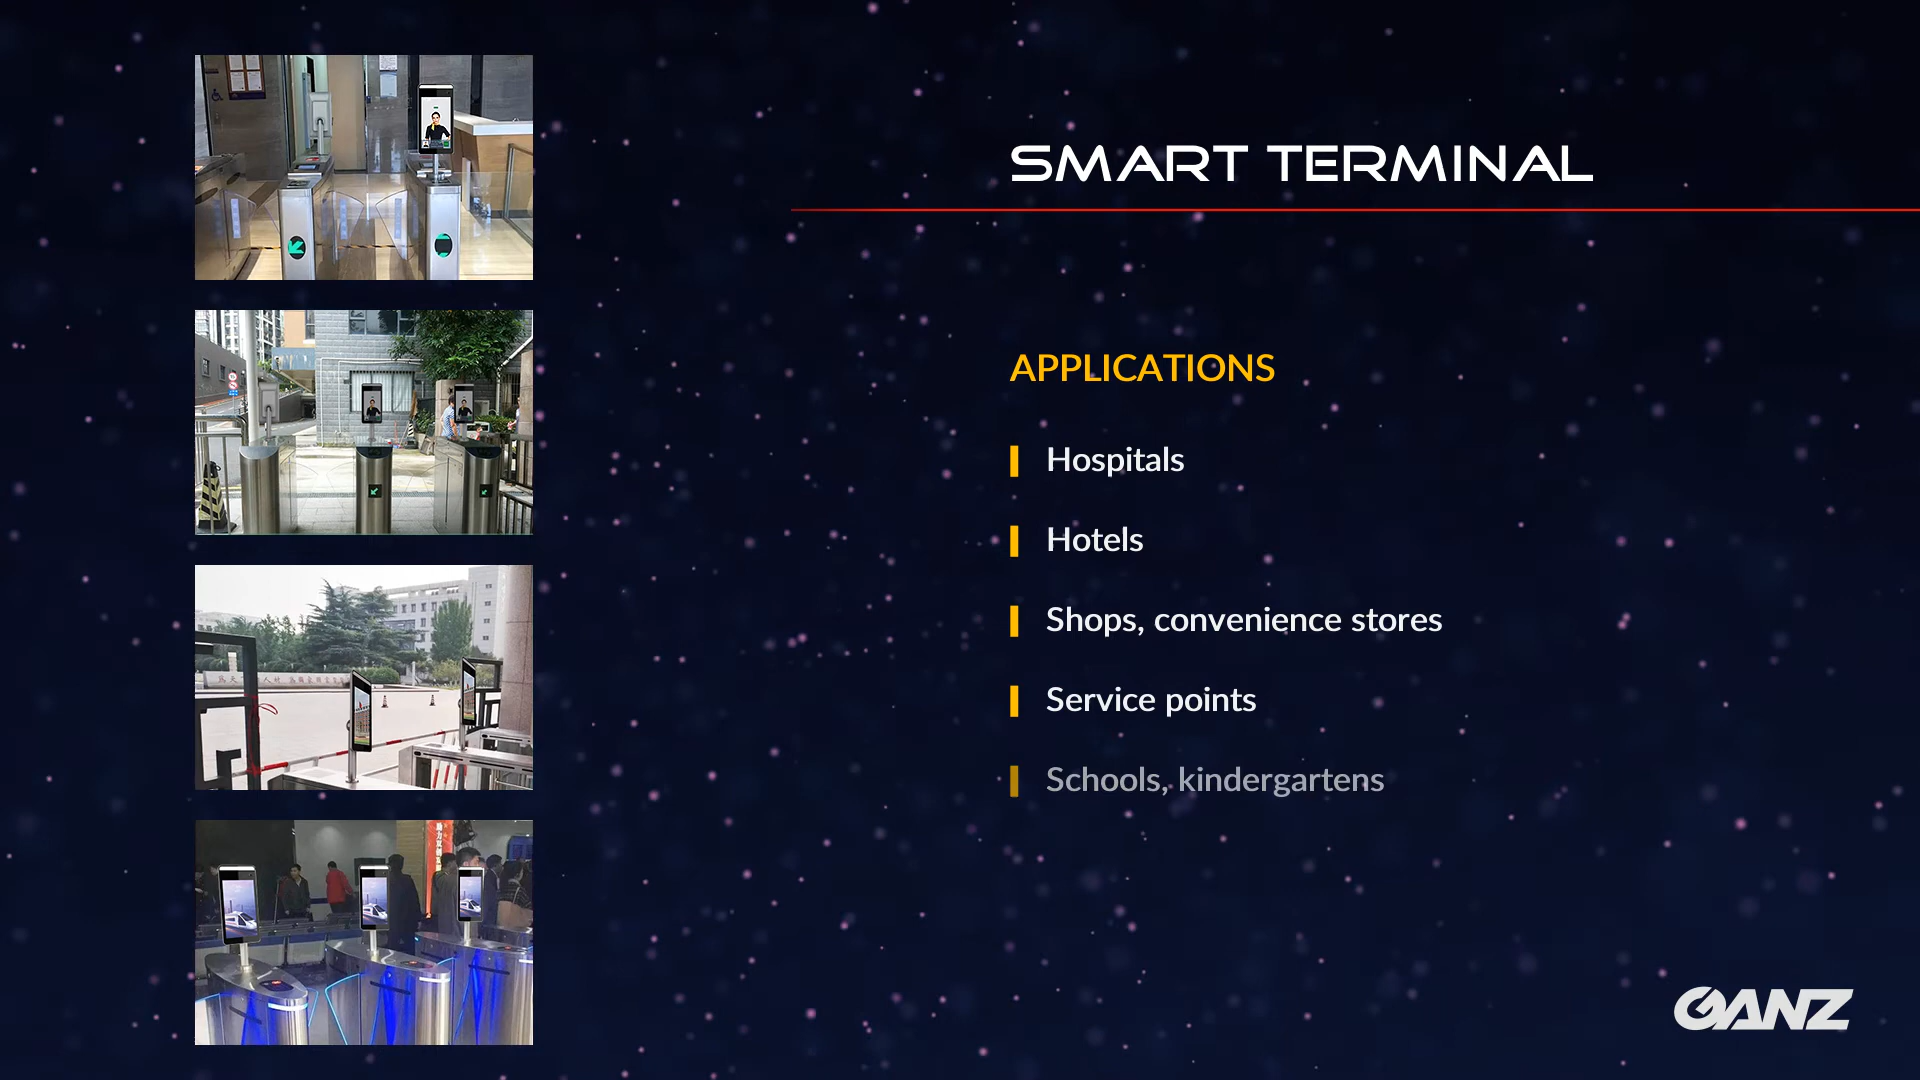 SMART TERMINAL
APPLICATIONS
Hospitals
Hotels
Shops, convenience stores
Service points
Schools, kindergartens
GANZ